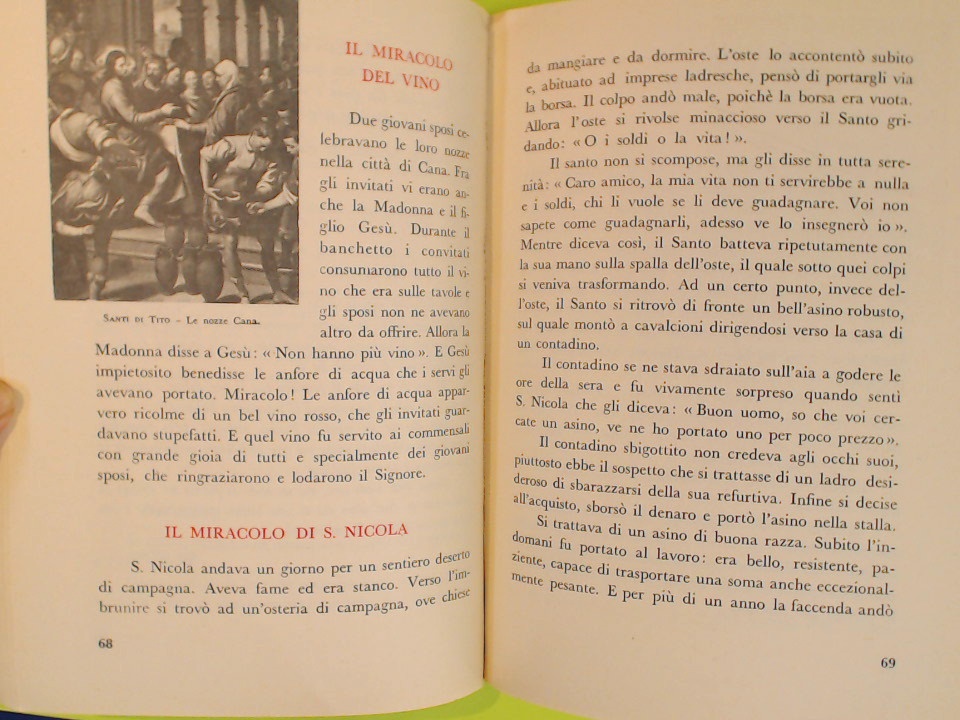 IL MIRACOLO
DEL VINO
Due giovani sposi ce-
lebravano le loro nozze
nella città di Cana. Fra
gli invitati vi erano an-
che la Madonna e il fi-
glio Gesù. Durante il
banchetto i convitati
consumarono tutto il vi-
no che era sulle tavole e
gli sposi non ne avevano
altro da offrire. Allora la
SANTI DI TITO - Le nozze Cana.
Madonna disse a Gesù: « Non hanno più vino ». E Gesù
impietosito benedisse le anfore di acqua che i servi gli
avevano portato. Miracolo! Le anfore di acqua appar-
vero ricolme di un bel vino rosso, che gli invitati guar-
davano stupefatti. E quel vino fu servito ai commensali
con grande gioia di tutti e specialmente dei giovani
sposi, che ringraziarono e lodarono il Signore.
IL MIRACOLO DI S. NICOLA
S. Nicola andava un giorno per un sentiero deserto
di campagna. Aveva fame ed era stanco. Verso l'im-
brunire si trovò ad un'osteria di campagna, ove chiese
68
da mangiare e da dormire. L'oste lo accontentò subito
e, abituato ad imprese ladresche, pensò di portargli via
la borsa. Il colpo andò male, poichè la borsa era vuota.
Allora l'oste si rivolse minaccioso verso il Santo gri-
dando: « O i soldi o la vita! ».
Il santo non si scompose, ma gli disse in tutta sere-
nità: « Caro amico, la mia vita non ti servirebbe a nulla
e i soldi, chi li vuole se li deve guadagnare. Voi non
sapete come guadagnarli, adesso ve lo insegnerò io ».
Mentre diceva così, il Santo batteva ripetutamente con
la sua mano sulla spalla dell'oste, il quale sotto quei colpi
si veniva trasformando. Ad un certo punto, invece del-
l'oste, il Santo si ritrovò di fronte un bell'asino robusto,
sul quale montò a cavalcioni dirigendosi verso la casa di
un contadino.
Il contadino se ne stava sdraiato sull'aia a godere le
ore della sera e fu vivamente sorpreso quando sentì
S. Nicola che gli diceva: « Buon uomo, so che voi cer-
cate un asino, ve ne ho portato uno per poco prezzo ».
Il contadino sbigottito non credeva agli occhi suoi,
piuttosto ebbe il sospetto che si trattasse di un ladro desi-
deroso di sbarazzarsi della sua refurtiva. Infine si decise
all'acquisto, sborsò il denaro e portò l'asino nella stalla.
Si trattava di un asino di buona razza. Subito l'in-
domani fu portato al lavoro: era bello, resistente, pa-
ziente, capace di trasportare una soma anche eccezional-
mente pesante. E per più di un anno la faccenda andò
69